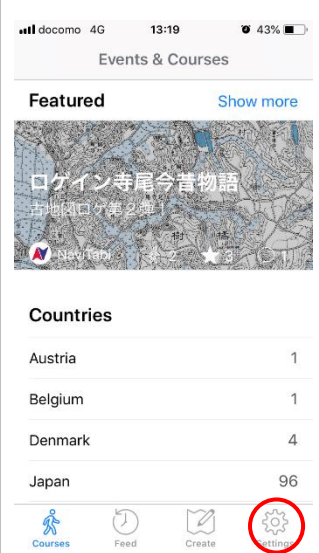 docomo 4G 13:19 43%
Events & Courses
Featured Show more
ロゲイン寺尾今昔物語
古地図ロゲ第2弾！
NaviTabi 2 3 1
Countries
Austria 1
Belgium 1
Denmark 4
Japan 96
Courses Feed Create Settings